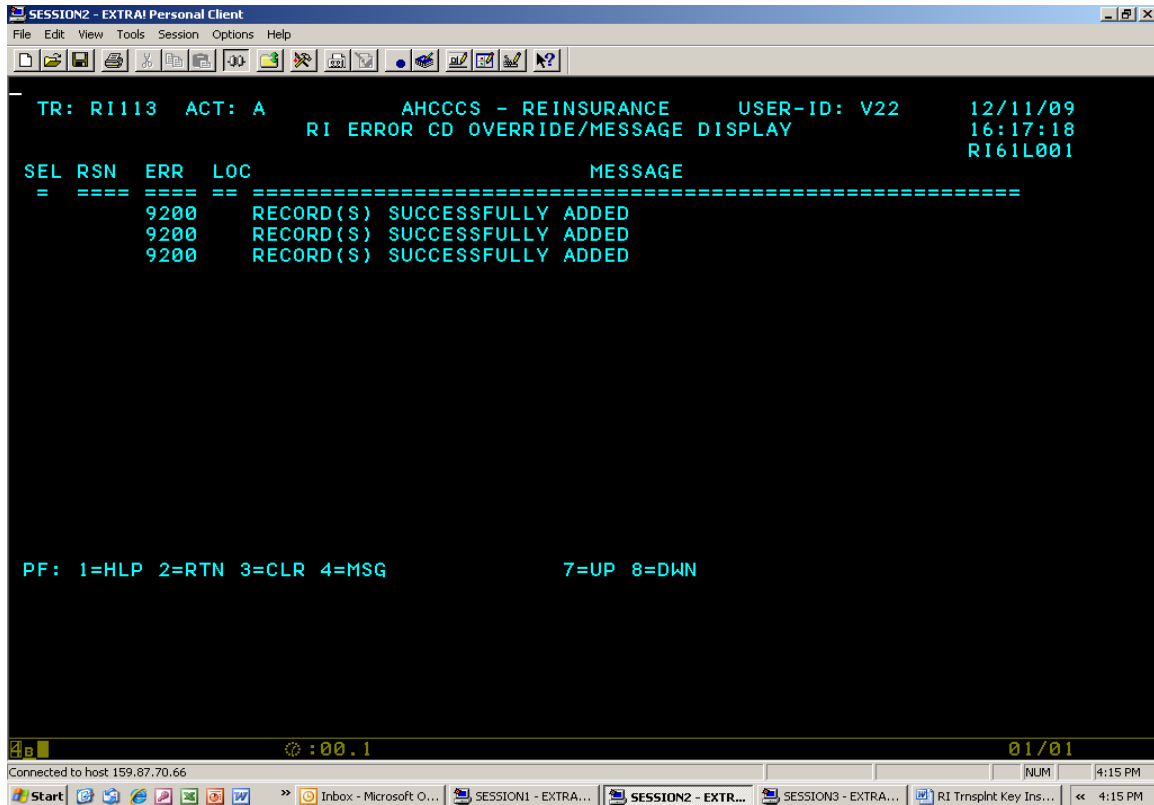 SESSION2 - EXTRA! Personal Client
File Edit View Tools Session Options Help
TR: RI113 ACT: A AHCCCS - REINSURANCE USER-ID: V22 12/11/09
RI ERROR CD OVERRIDE/MESSAGE DISPLAY 16:17:18
RI61L001
SEL RSN ERR LOC MESSAGE
= ==== ==== == =========================================================
9200 RECORD(S) SUCCESSFULLY ADDED
9200 RECORD(S) SUCCESSFULLY ADDED
9200 RECORD(S) SUCCESSFULLY ADDED
PF: 1=HLP 2=RTN 3=CLR 4=MSG 7=UP 8=DWN
4B :00.1 01/01
Connected to host 159.87.70.66 NUM 4:15 PM
Start » Inbox - Microsoft O... SESSION1 - EXTRA... SESSION2 - EXTR... SESSION3 - EXTRA... RI Trnsplnt Key Ins... « 4:15 PM